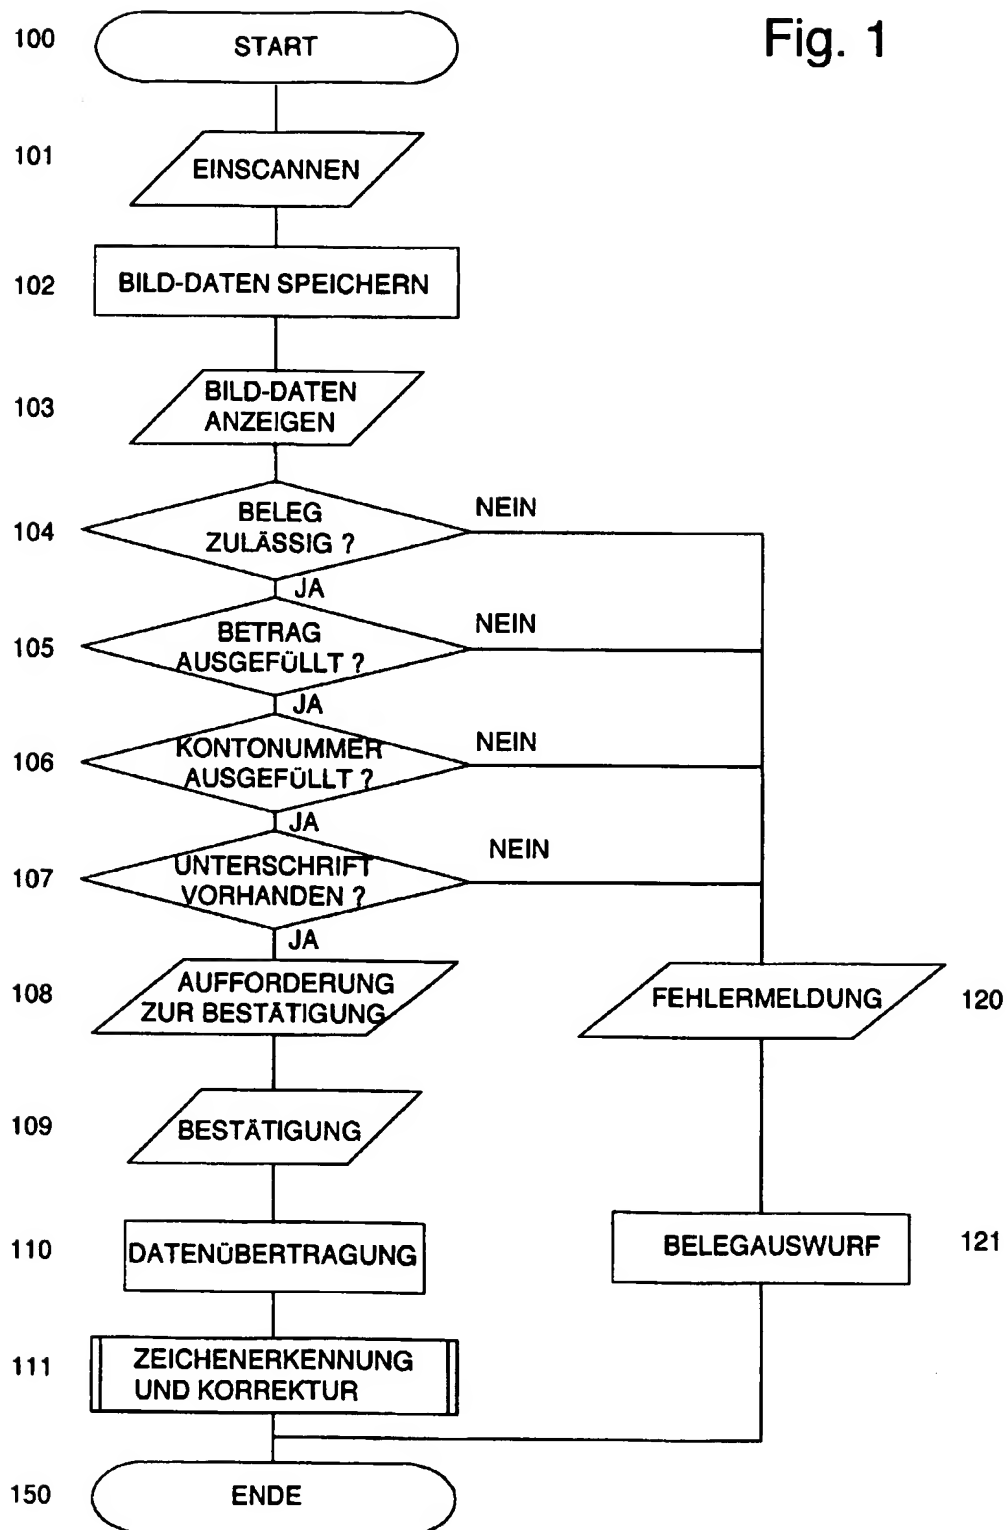 Fig. 1
100
START
101
EINSCANNEN
102
BILD-DATEN SPEICHERN
103
BILD-DATEN
ANZEIGEN
104
BELEG
ZULÄSSIG ?
NEIN
JA
105
BETRAG
AUSGEFÜLLT ?
NEIN
JA
106
KONTONUMMER
AUSGEFÜLLT ?
NEIN
JA
107
UNTERSCHRIFT
VORHANDEN ?
NEIN
JA
108
AUFFORDERUNG
ZUR BESTÄTIGUNG
FEHLERMELDUNG
120
109
BESTÄTIGUNG
110
DATENÜBERTRAGUNG
BELEGAUSWURF
121
111
ZEICHENERKENNUNG
UND KORREKTUR
150
ENDE